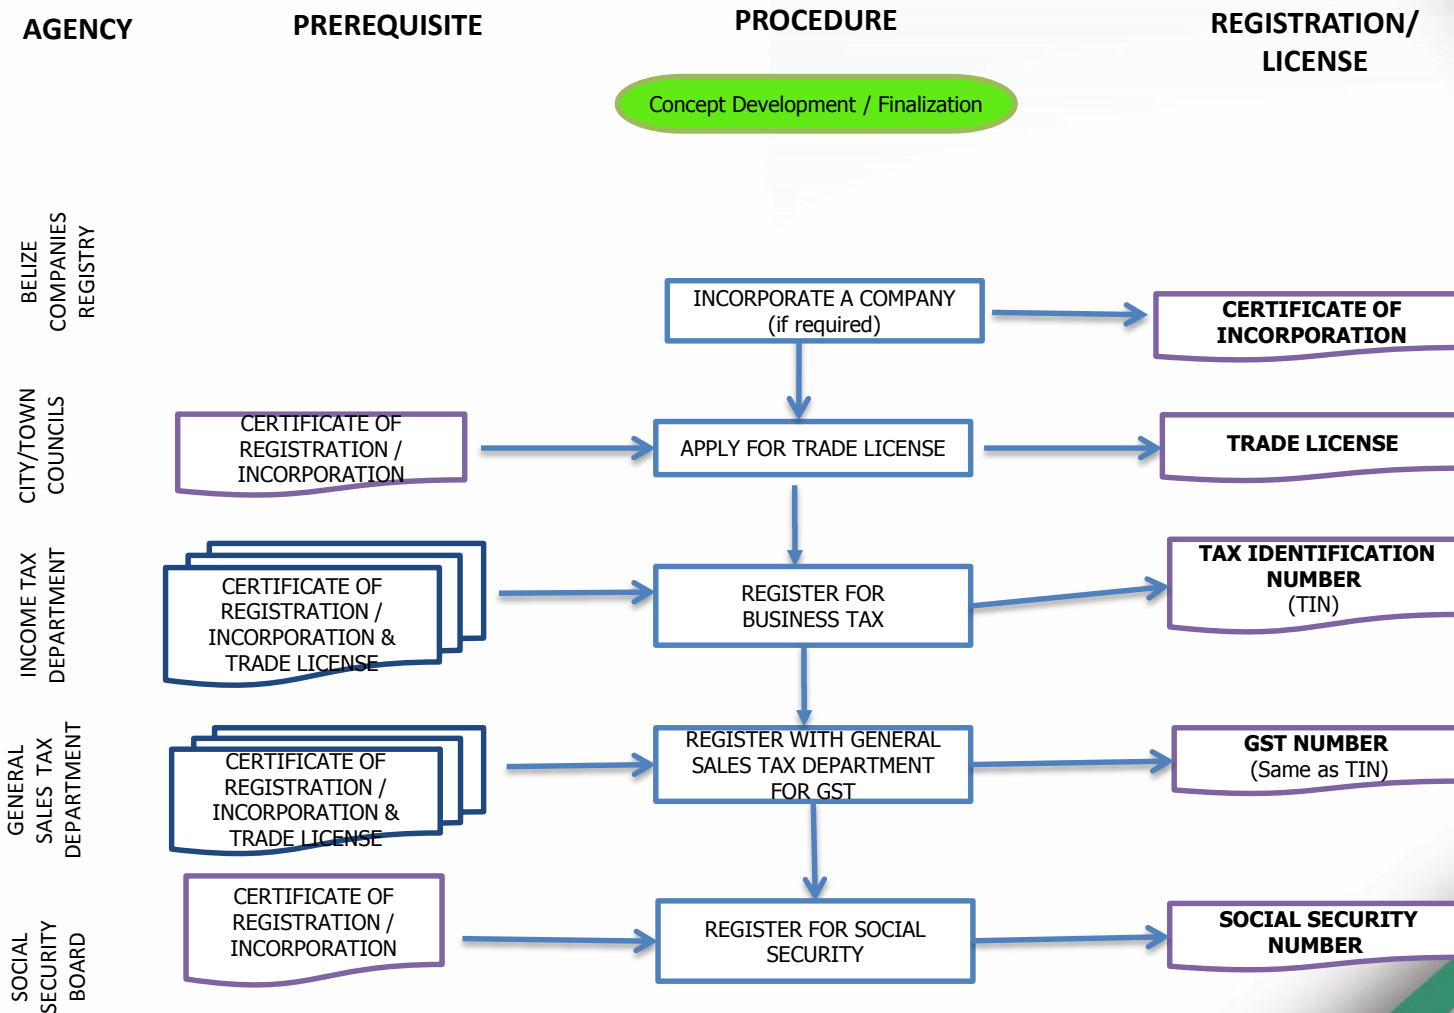 AGENCY
PREREQUISITE
PROCEDURE
REGISTRATION/
LICENSE
Concept Development / Finalization
BELIZE
COMPANIES
REGISTRY
INCORPORATE A COMPANY
(if required)
CERTIFICATE OF
INCORPORATION
CITY/TOWN
COUNCILS
CERTIFICATE OF
REGISTRATION /
INCORPORATION
APPLY FOR TRADE LICENSE
TRADE LICENSE
INCOME TAX
DEPARTMENT
CERTIFICATE OF
REGISTRATION /
INCORPORATION &
TRADE LICENSE
REGISTER FOR
BUSINESS TAX
TAX IDENTIFICATION
NUMBER
(TIN)
GENERAL
SALES TAX
DEPARTMENT
CERTIFICATE OF
REGISTRATION /
INCORPORATION &
TRADE LICENSE
REGISTER WITH GENERAL
SALES TAX DEPARTMENT
FOR GST
GST NUMBER
(Same as TIN)
SOCIAL
SECURITY
BOARD
CERTIFICATE OF
REGISTRATION /
INCORPORATION
REGISTER FOR SOCIAL
SECURITY
SOCIAL SECURITY
NUMBER